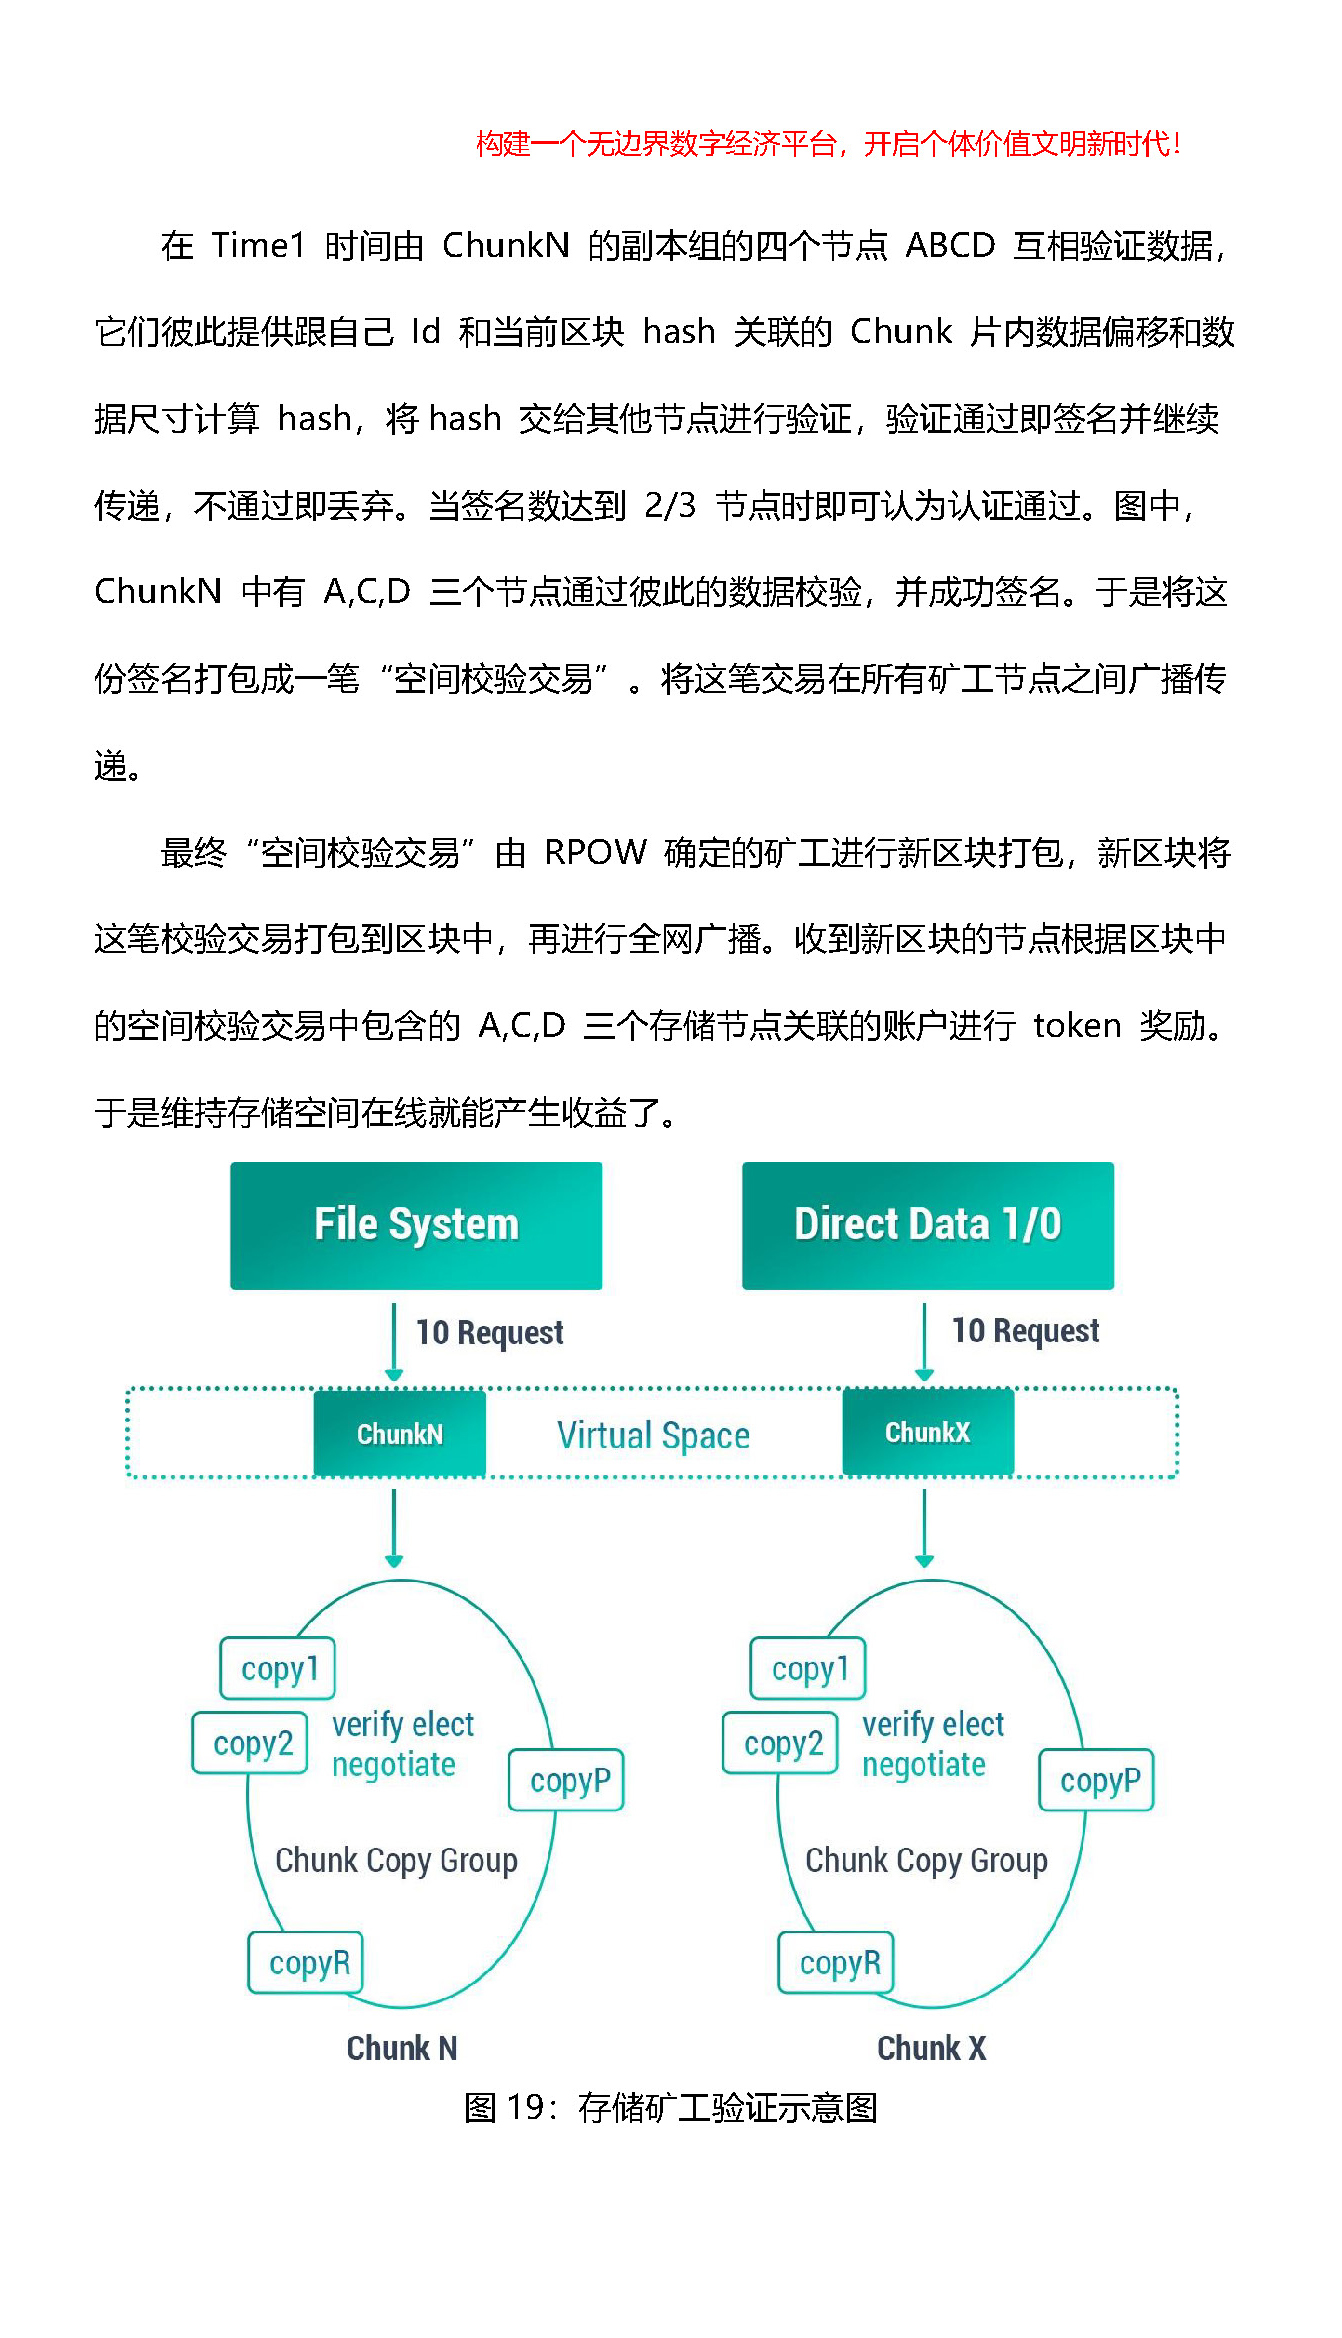 构建一个无边界数字经济平台，开启个体价值文明新时代！
在 Time1 时间由 ChunkN 的副本组的四个节点 ABCD 互相验证数据，
它们彼此提供跟自己 Id 和当前区块 hash 关联的 Chunk 片内数据偏移和数
据尺寸计算 hash，将 hash 交给其他节点进行验证，验证通过即签名并继续
传递，不通过即丢弃。当签名数达到 2/3 节点时即可认为认证通过。图中，
ChunkN 中有 A,C,D 三个节点通过彼此的数据校验，并成功签名。于是将这
份签名打包成一笔“空间校验交易”。将这笔交易在所有矿工节点之间广播传
递。
最终“空间校验交易”由 RPOW 确定的矿工进行新区块打包，新区块将
这笔校验交易打包到区块中，再进行全网广播。收到新区块的节点根据区块中
的空间校验交易中包含的 A,C,D 三个存储节点关联的账户进行 token 奖励。
于是维持存储空间在线就能产生收益了。
File System
Direct Data 1/0
10 Request
10 Request
ChunkN
Virtual Space
ChunkX
copy1
copy2
verify elect
negotiate
copyP
Chunk Copy Group
copyR
Chunk N
copy1
copy2
verify elect
negotiate
copyP
Chunk Copy Group
copyR
Chunk X
图 19：存储矿工验证示意图